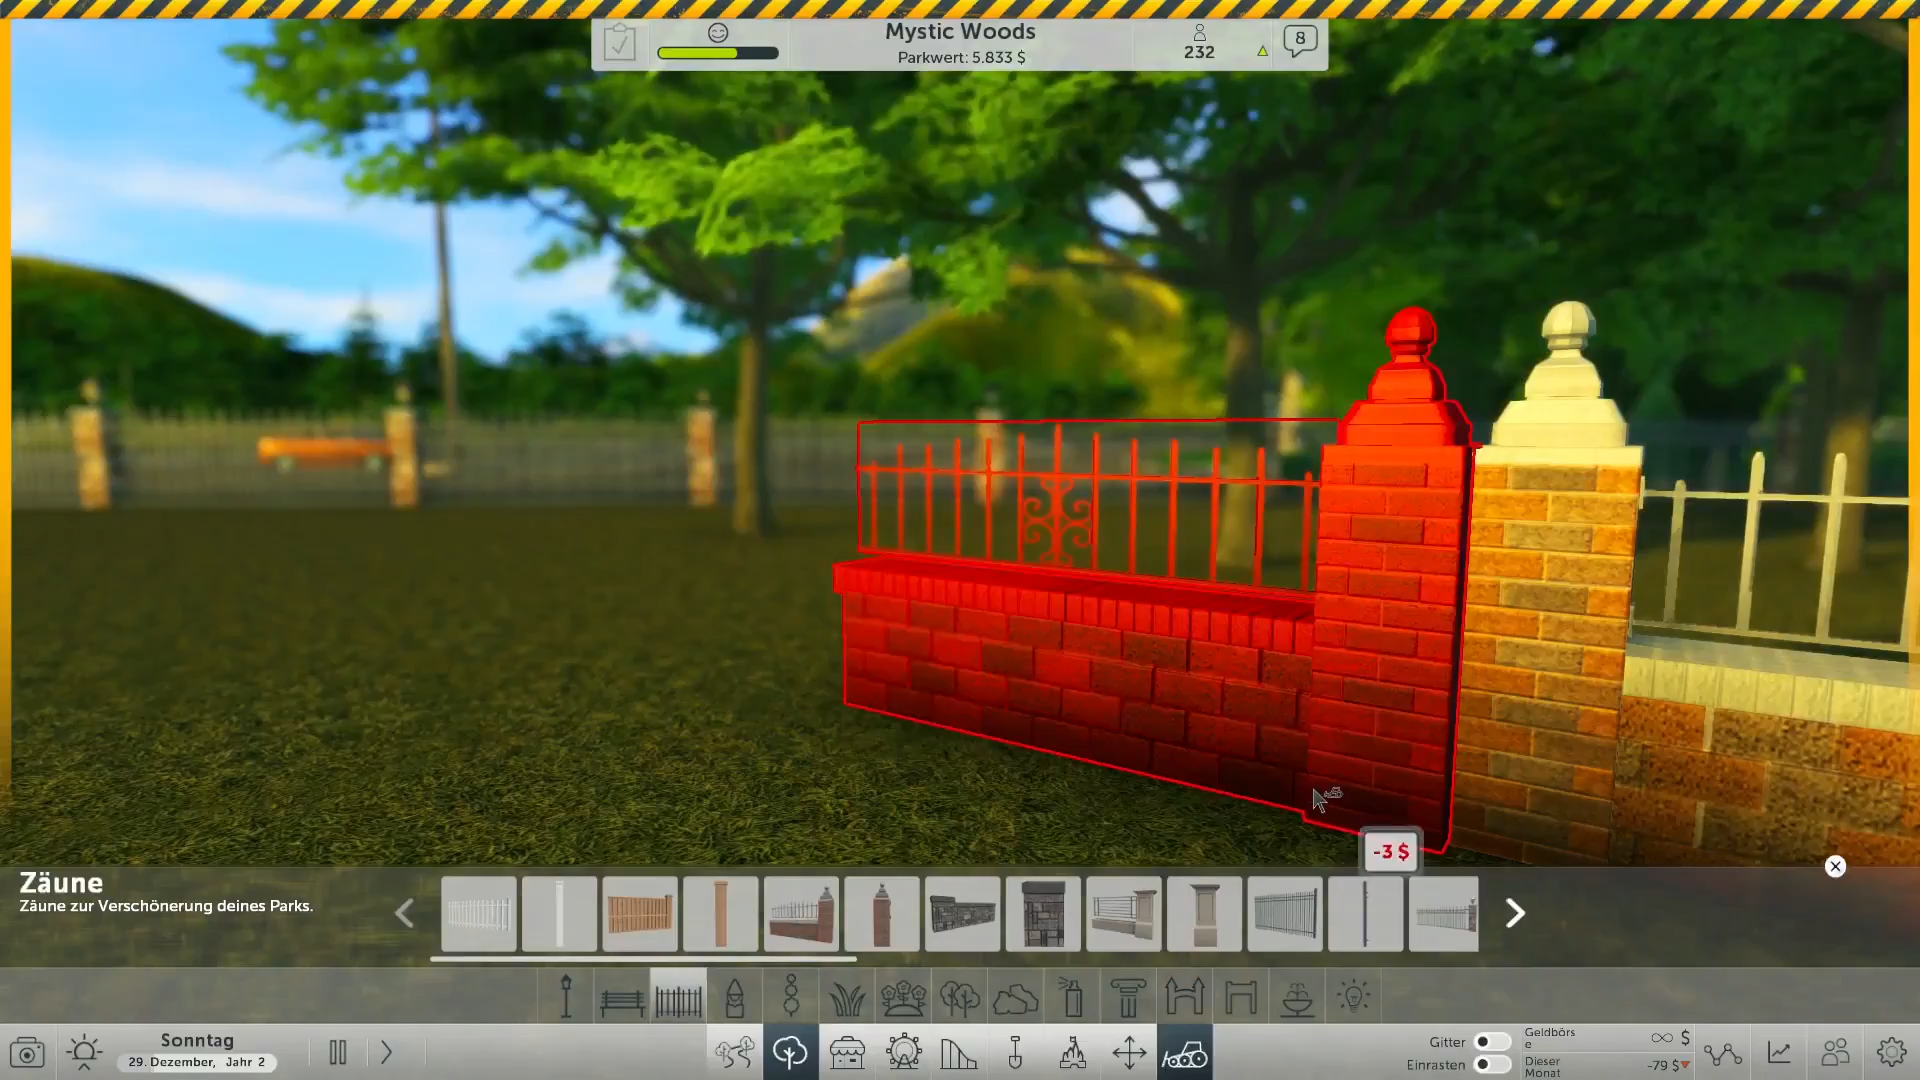 Mystic Woods
Parkwert: 5.833 $
232
8
-3 $
Zäune
Zäune zur Verschönerung deines Parks.
Sonntag
29. Dezember, Jahr 2
Gitter
Einrasten
Geldbörs
e
∞ $
Dieser
Monat
-79 $